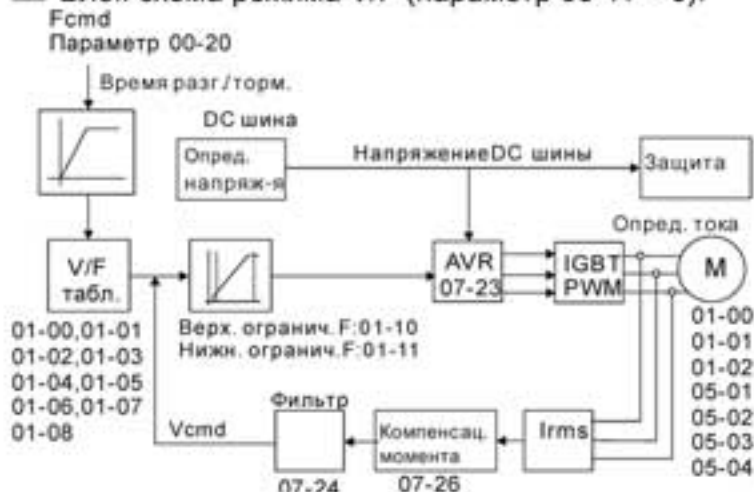 Fcmd
Параметр 00-20
Время разг./торм.
DC шина
Опред.
напряж-я
НапряжениеDC шины
Защита
Опред. тока
V/F
табл.
AVR
07-23
IGBT
PWM
M
01-00,01-01
01-02,01-03
01-04,01-05
01-06,01-07
01-08
Верх. огранич. F:01-10
Нижн. огранич.F:01-11
01-00
01-01
01-02
05-01
05-02
05-03
05-04
Фильтр
Vcmd
Компенсац.
момента
Irms
07-24
07-26